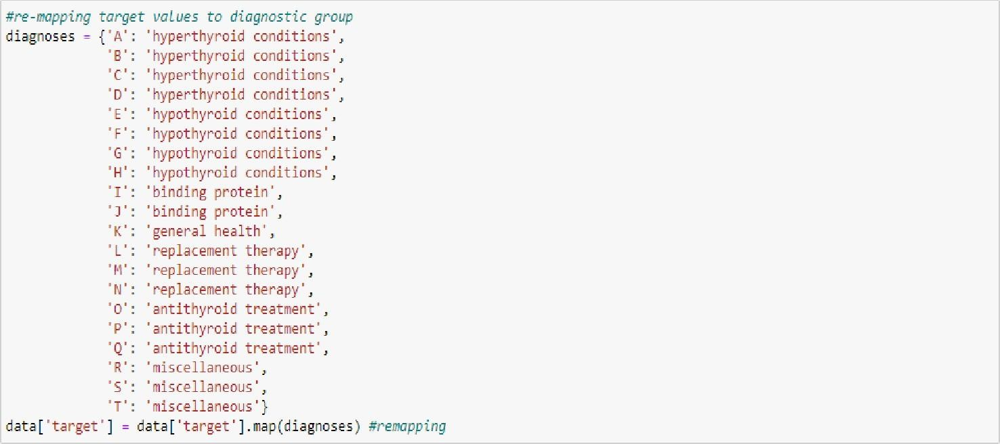 #re-mapping target values to diagnostic group
diagnoses = {'A': 'hyperthyroid conditions',
'B': 'hyperthyroid conditions',
'C': 'hyperthyroid conditions',
'D': 'hyperthyroid conditions',
'E': 'hypothyroid conditions',
'F': 'hypothyroid conditions',
'G': 'hypothyroid conditions',
'H': 'hypothyroid conditions',
'I': 'binding protein',
'J': 'binding protein',
'K': 'general health',
'L': 'replacement therapy',
'M': 'replacement therapy',
'N': 'replacement therapy',
'O': 'antithyroid treatment',
'P': 'antithyroid treatment',
'Q': 'antithyroid treatment',
'R': 'miscellaneous',
'S': 'miscellaneous',
'T': 'miscellaneous'}
data['target'] = data['target'].map(diagnoses) #remapping